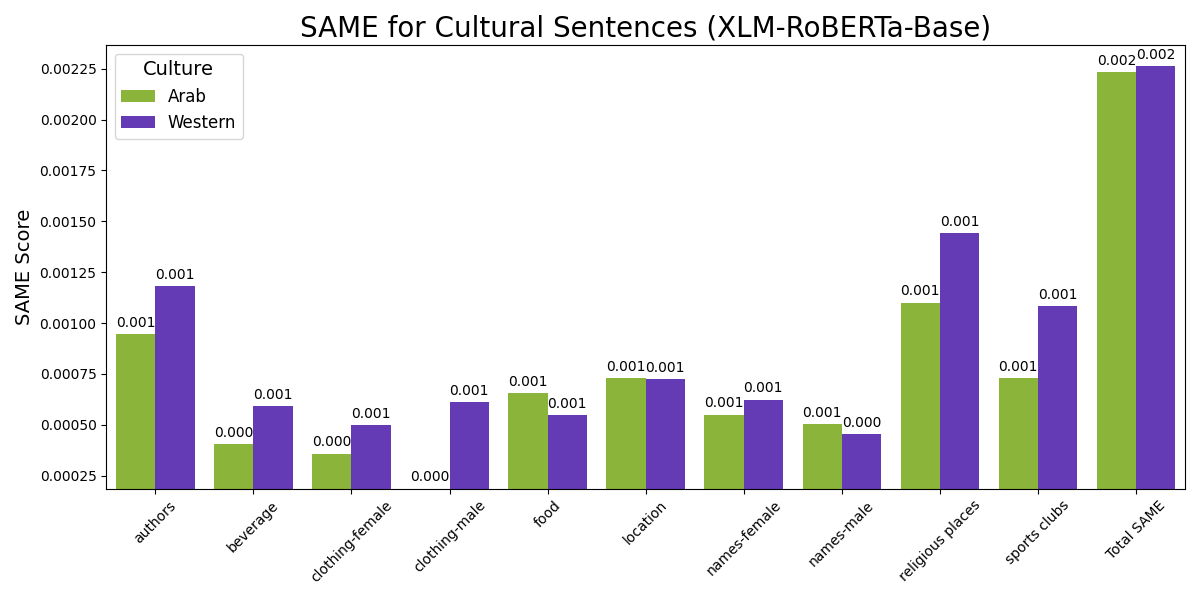 SAME for Cultural Sentences (XLM-RoBERTa-Base)
Culture
Arab
Western
SAME Score
0.00225
0.00200
0.00175
0.00150
0.00125
0.00100
0.00075
0.00050
0.00025
0.001
0.001
0.000
0.001
0.000
0.001
0.000
0.001
0.001
0.001
0.001
0.001
0.001
0.001
0.001
0.000
0.001
0.001
0.001
0.001
0.002
0.002
authors
beverage
clothing-female
clothing-male
food
location
names-female
names-male
religious places
sports clubs
Total SAME